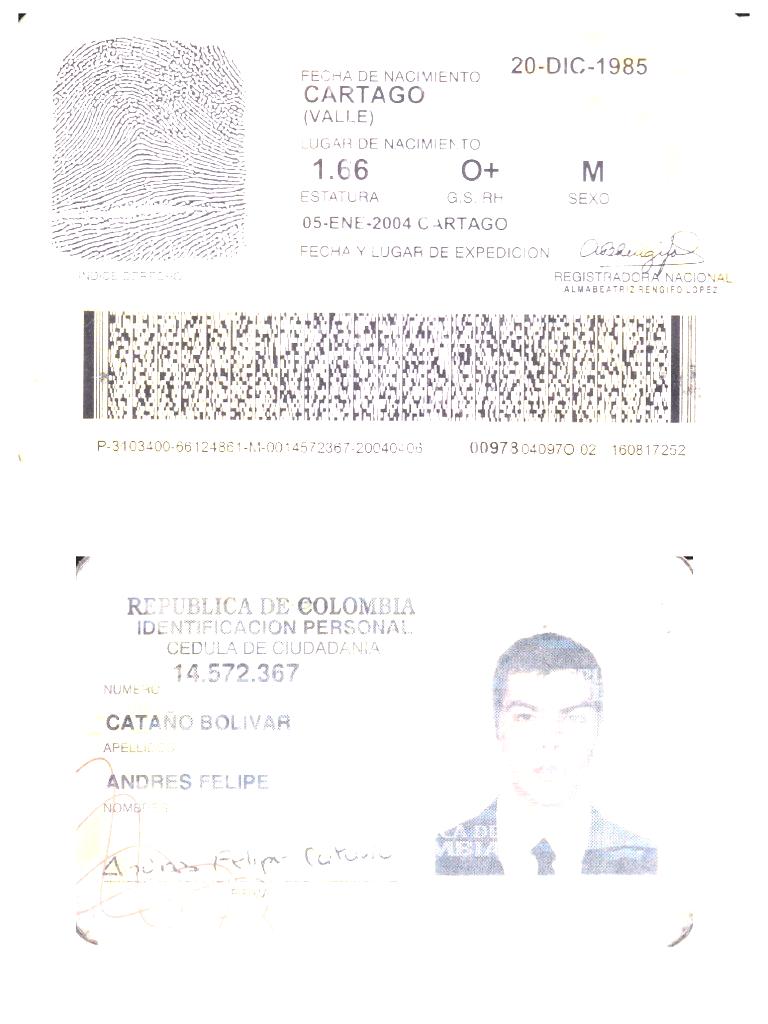 20-DIC-1985
FECHA DE NACIMIENTO
CARTAGO
(VALLE)
LUGAR DE NACIMIENTO
1.66 O+ M
ESTATURA G.S. RH SEXO
05-ENE-2004 CARTAGO
FECHA Y LUGAR DE EXPEDICION
INDICE DERECHO
REGISTRADORA NACIONAL
ALMABEATRIZ RENGIFO LOPEZ
P-3103400-66124861-M-0014572367-20040406 00978 04097O 02 160817252
REPUBLICA DE COLOMBIA
IDENTIFICACION PERSONAL
CEDULA DE CIUDADANIA
14.572.367
NUMERO
CATAÑO BOLIVAR
APELLIDOS
ANDRES FELIPE
NOMBRES
Andres Felipe Cataño
FIRMA